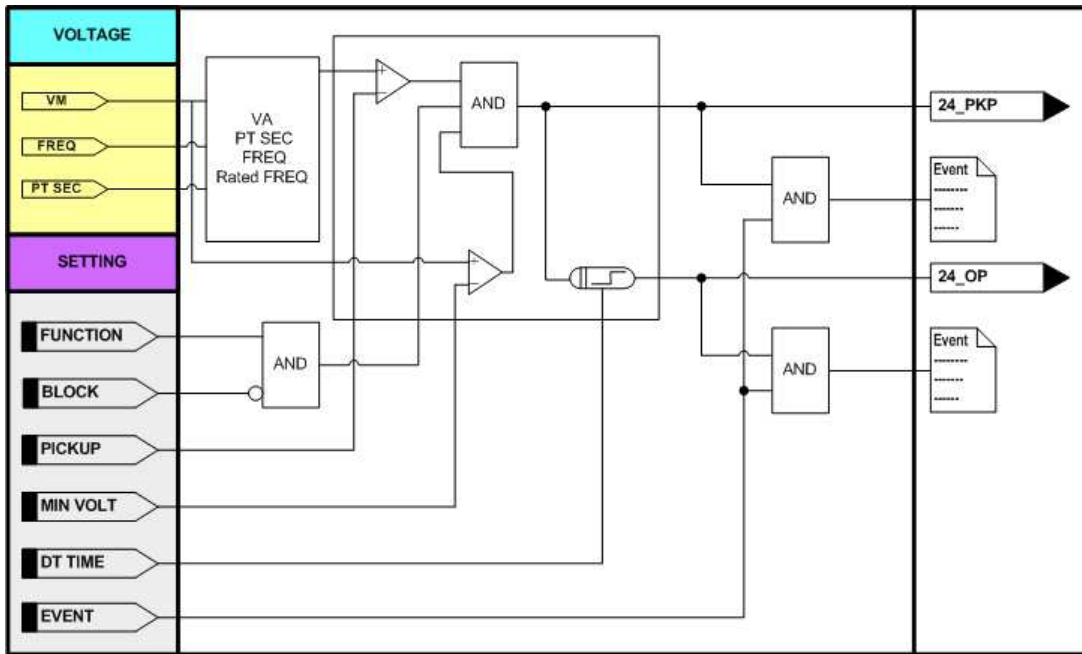 VOLTAGE
VM
FREQ
PT SEC
SETTING
FUNCTION
BLOCK
PICKUP
MIN VOLT
DT TIME
EVENT
VA
PT SEC
FREQ
Rated FREQ
AND
AND
AND
AND
24_PKP
Event
24_OP
Event